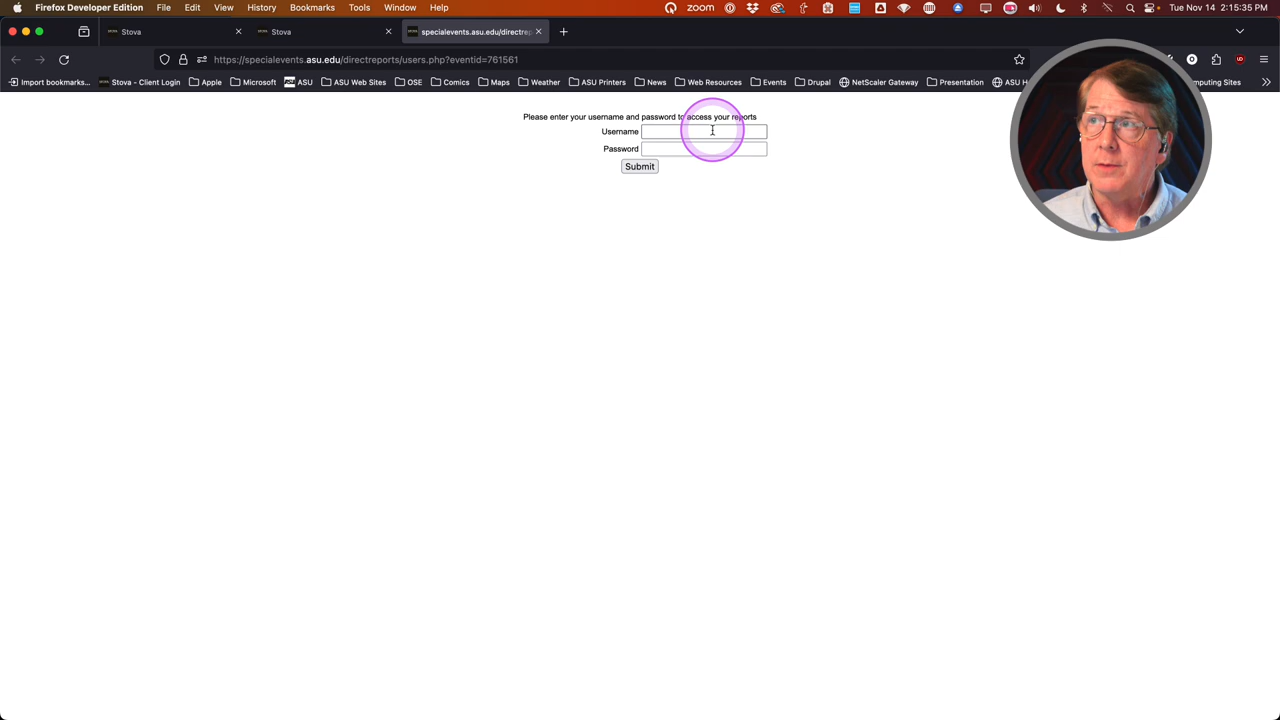 Firefox Developer Edition File Edit View History Bookmarks Tools Window Help zoom Tue Nov 14 2:15:35 PM
Stova Stova specialevents.asu.edu/directrep
https://specialevents.asu.edu/directreports/users.php?eventid=761561
Import bookmarks... Stova - Client Login Apple Microsoft ASU ASU Web Sites OSE Comics Maps Weather ASU Printers News Web Resources Events Drupal NetScaler Gateway Presentation ASU H mputing Sites
Please enter your username and password to access your reports
Username
Password
Submit